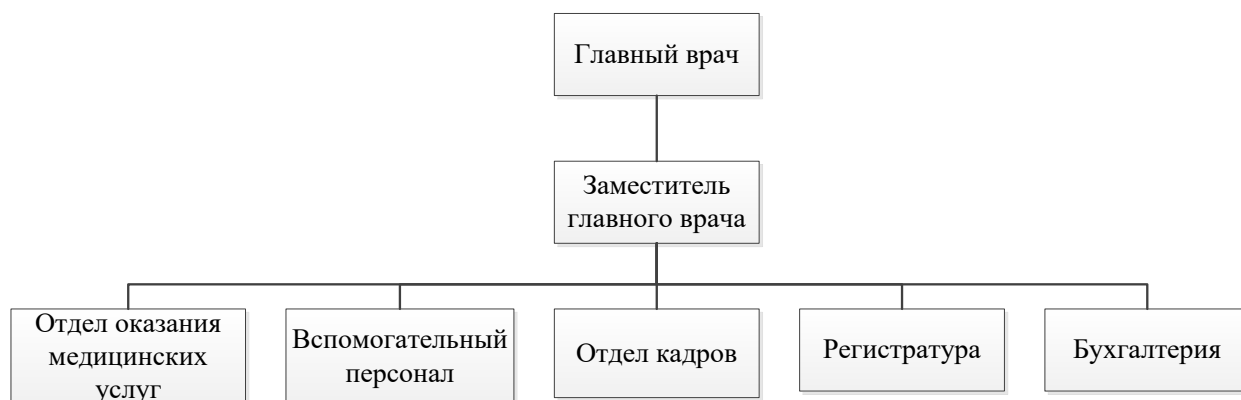 Главный врач
Заместитель
главного врача
Отдел оказания
медицинских
услуг
Вспомогательный
персонал
Отдел кадров
Регистратура
Бухгалтерия